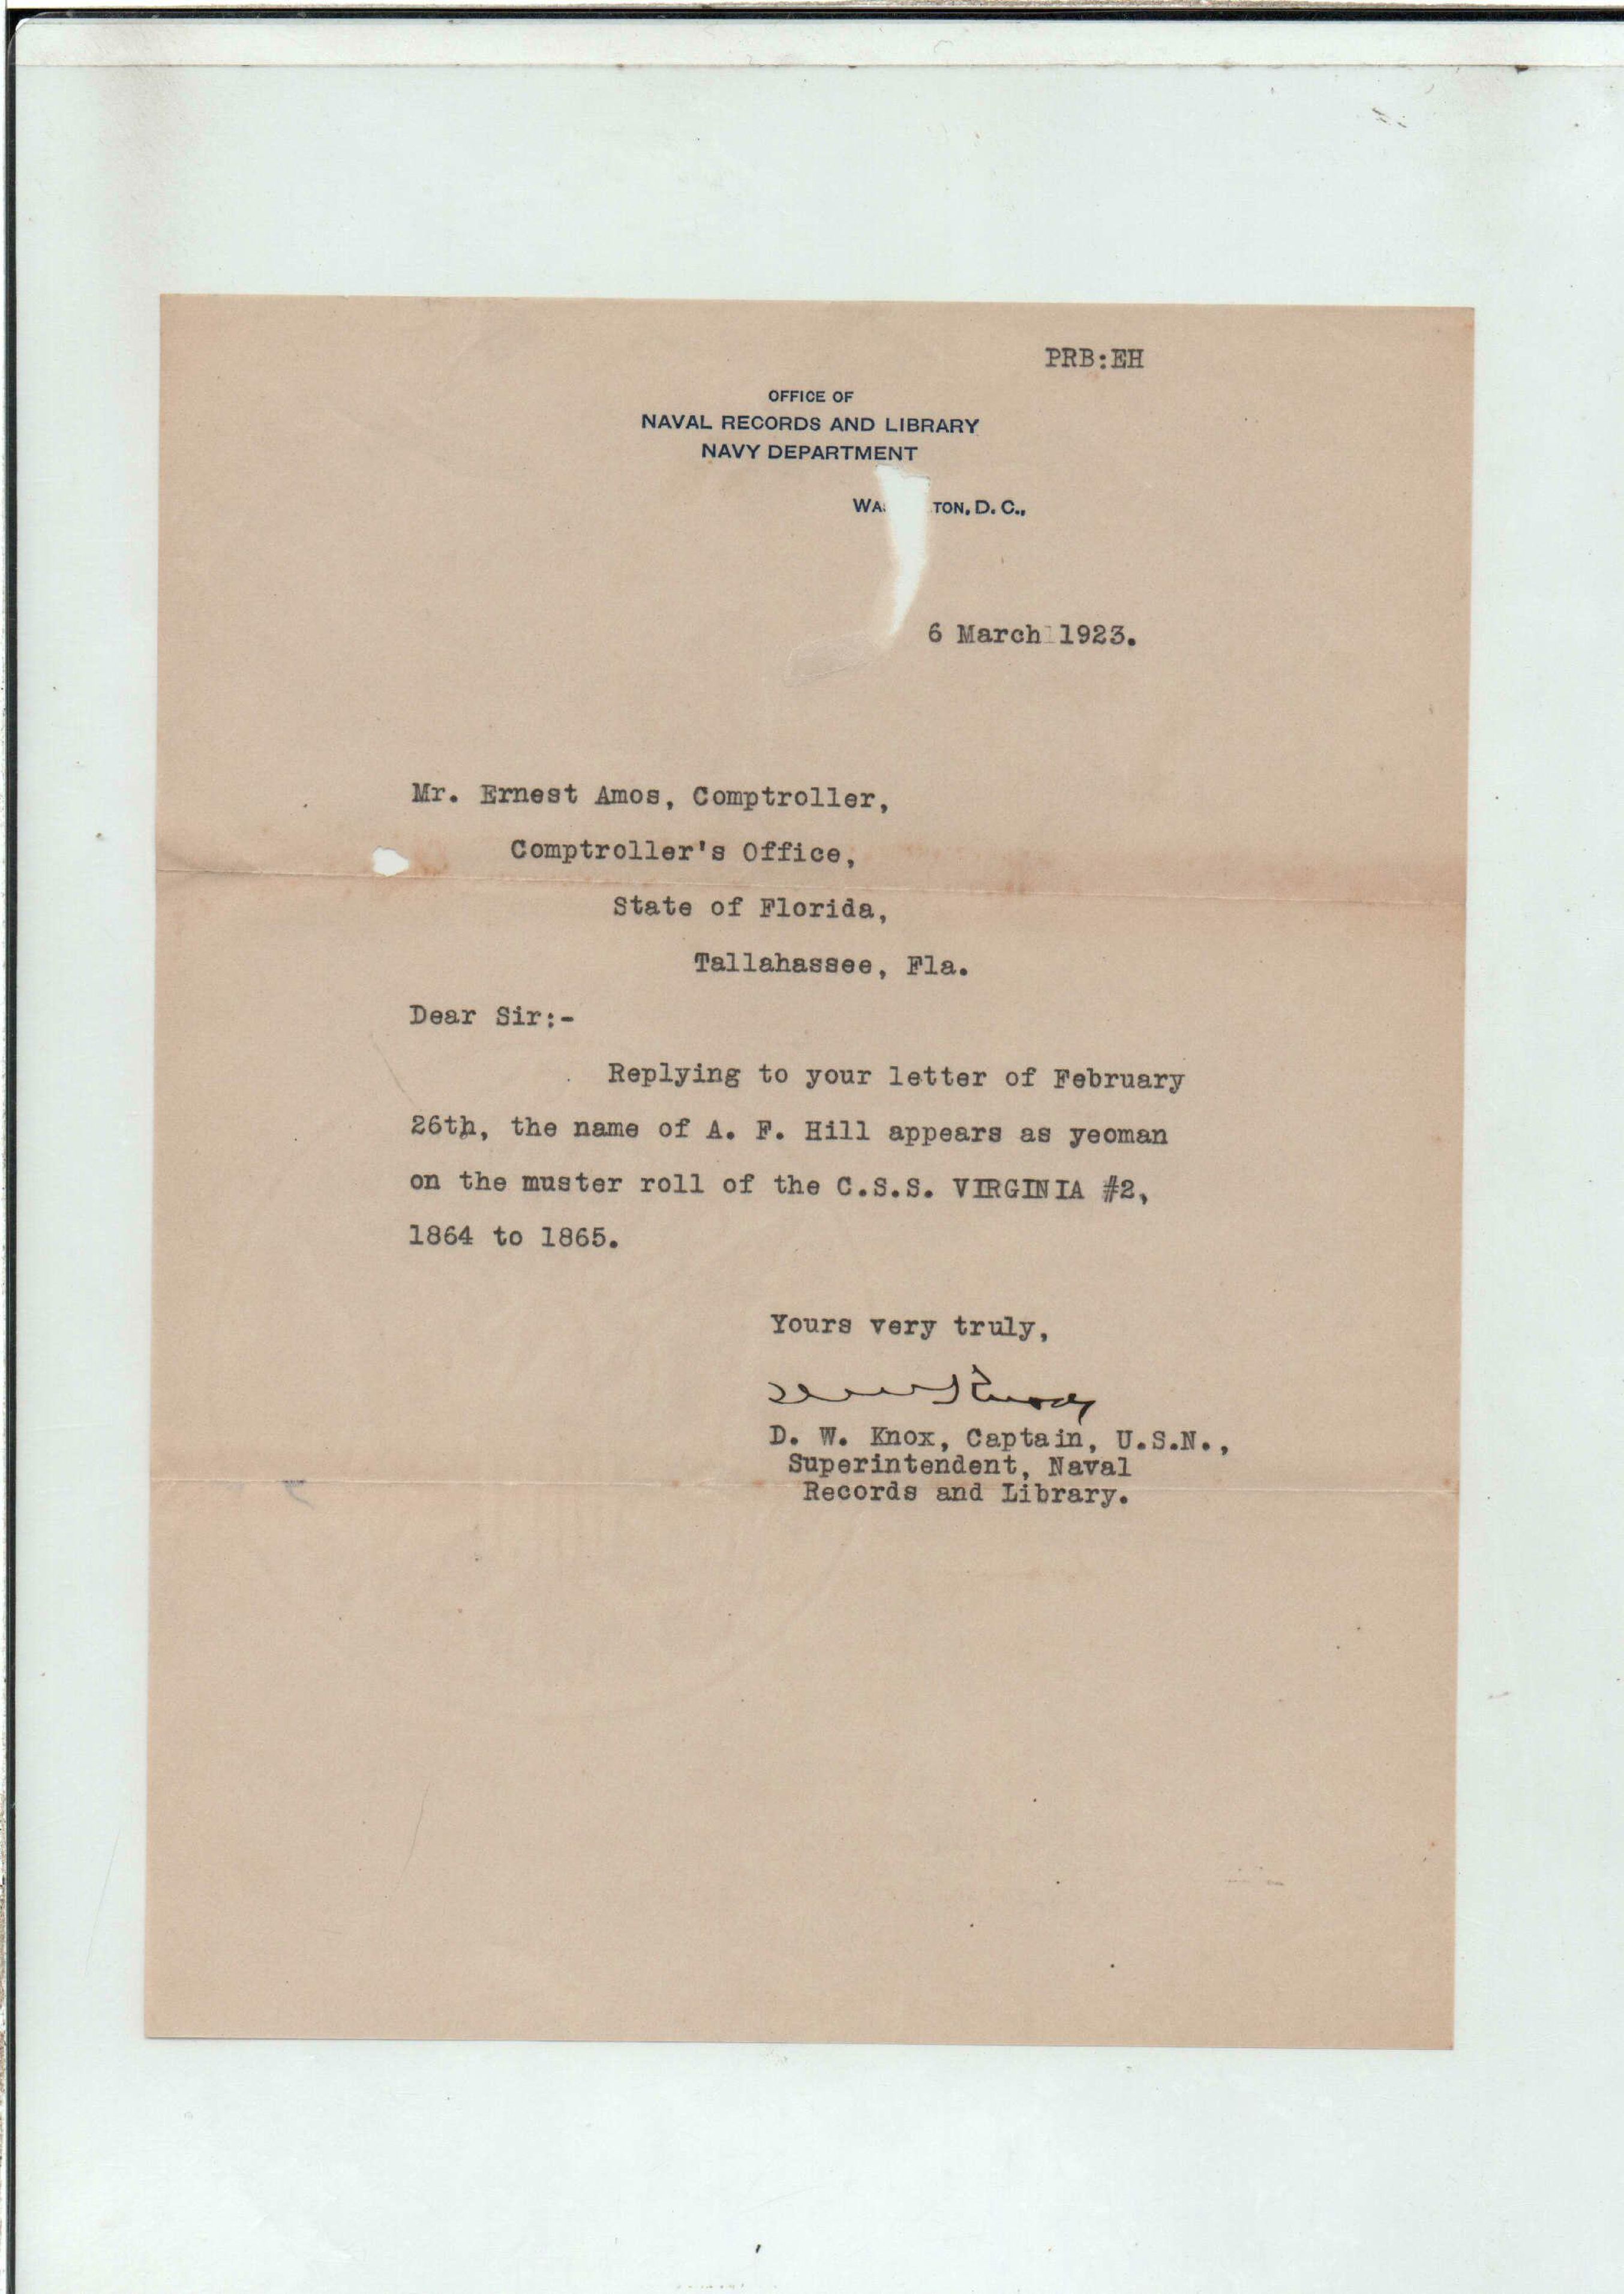 PRB:EH
OFFICE OF
NAVAL RECORDS AND LIBRARY
NAVY DEPARTMENT
WA TON, D. C.,
6 March 1923.
Mr. Ernest Amos, Comptroller,
Comptroller's Office,
State of Florida,
Tallahassee, Fla.
Dear Sir:-
Replying to your letter of February
26th, the name of A. F. Hill appears as yeoman
on the muster roll of the C.S.S. VIRGINIA #2,
1864 to 1865.
Yours very truly,
D. W. Knox, Captain, U.S.N.,
Superintendent, Naval
Records and Library.